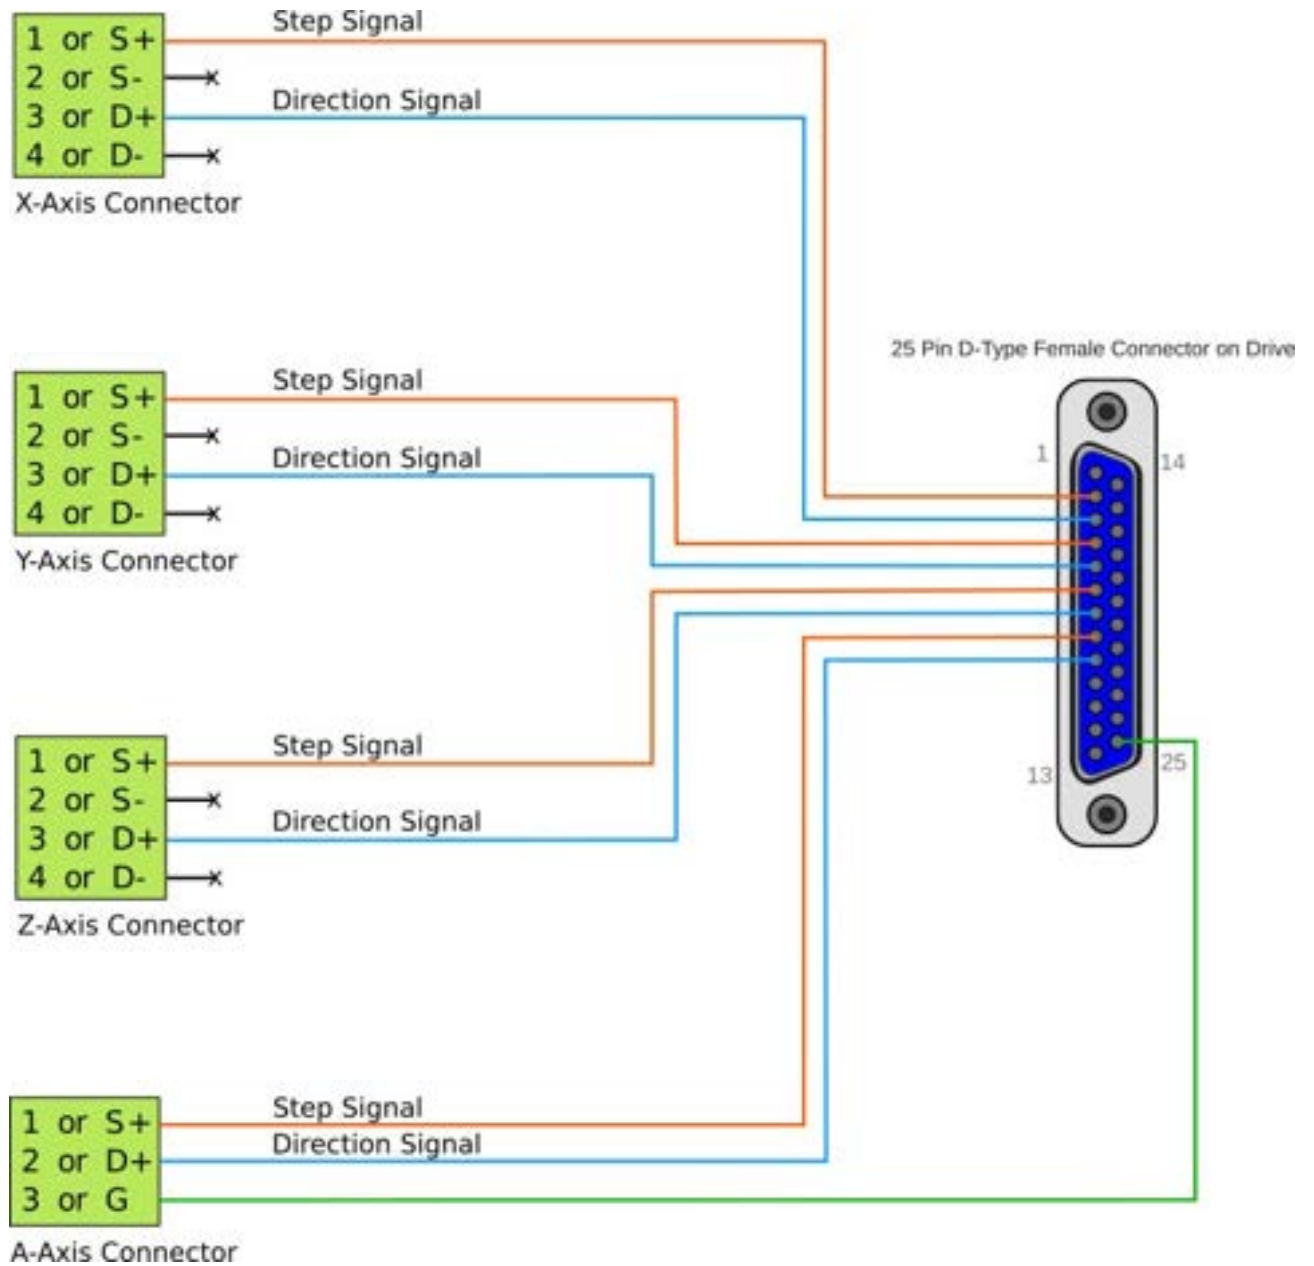 Step Signal
1 or S+
2 or S-
Direction Signal
3 or D+
4 or D-
X-Axis Connector
25 Pin D-Type Female Connector on Drive
Step Signal
1 or S+
2 or S-
Direction Signal
3 or D+
4 or D-
Y-Axis Connector
1
14
13
25
Step Signal
1 or S+
2 or S-
Direction Signal
3 or D+
4 or D-
Z-Axis Connector
Step Signal
1 or S+
Direction Signal
2 or D+
3 or G
A-Axis Connector